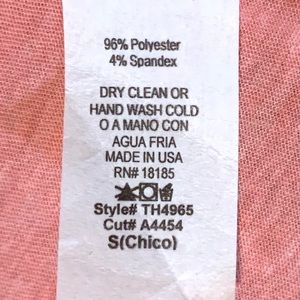 96% Polyester
4% Spandex
DRY CLEAN OR
HAND WASH COLD
O A MANO CON
AGUA FRIA
MADE IN USA
RN# 18185
Style# TH4965
Cut# A4454
S(Chico)